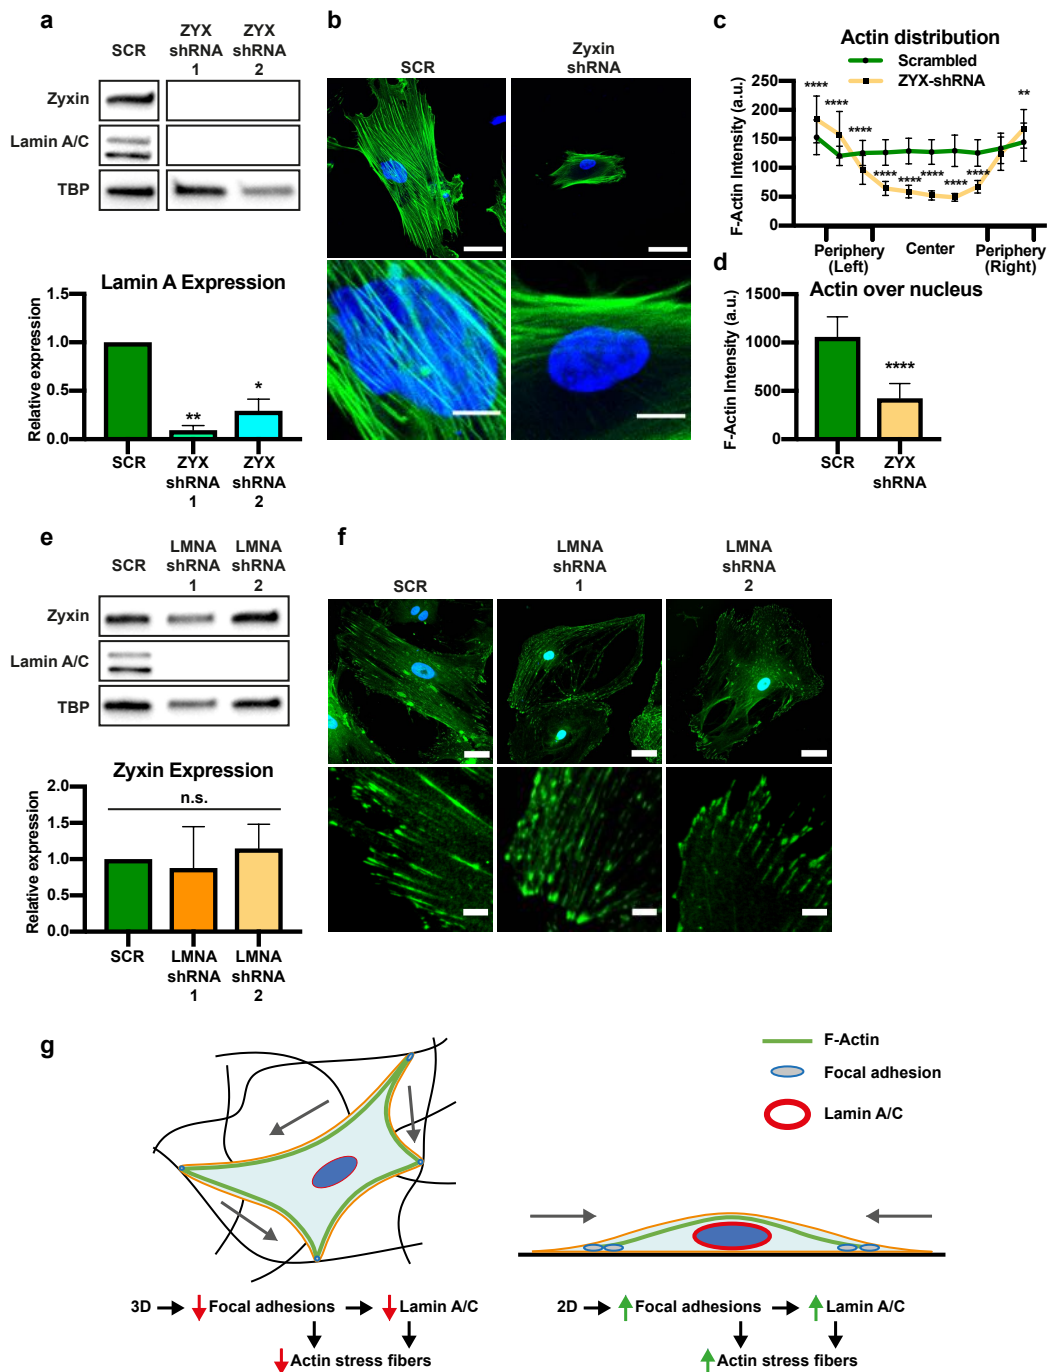 a
SCR
ZYX
shRNA
1
ZYX
shRNA
2
Zyxin
Lamin A/C
TBP
Lamin A Expression
Relative expression
1.5
1.0
0.5
0.0
**
*
SCR
ZYX
shRNA
1
ZYX
shRNA
2
b
SCR
Zyxin
shRNA
c
Actin distribution
Scrambled
ZYX-shRNA
F-Actin Intensity (a.u.)
250
200
150
100
50
0
****
****
****
****
****
****
****
****
**
Periphery
(Left)
Center
Periphery
(Right)
d
Actin over nucleus
F-Actin Intensity (a.u.)
1500
1000
500
0
****
SCR
ZYX
shRNA
e
SCR
LMNA
shRNA
1
LMNA
shRNA
2
Zyxin
Lamin A/C
TBP
Zyxin Expression
Relative expression
2.0
1.5
1.0
0.5
0.0
n.s.
SCR
LMNA
shRNA
1
LMNA
shRNA
2
f
SCR
LMNA
shRNA
1
LMNA
shRNA
2
g
F-Actin
Focal adhesion
Lamin A/C
3D → ↓ Focal adhesions → ↓ Lamin A/C
↓ ↓
↓ Actin stress fibers
2D → ↑ Focal adhesions → ↑ Lamin A/C
↓ ↓
↑ Actin stress fibers